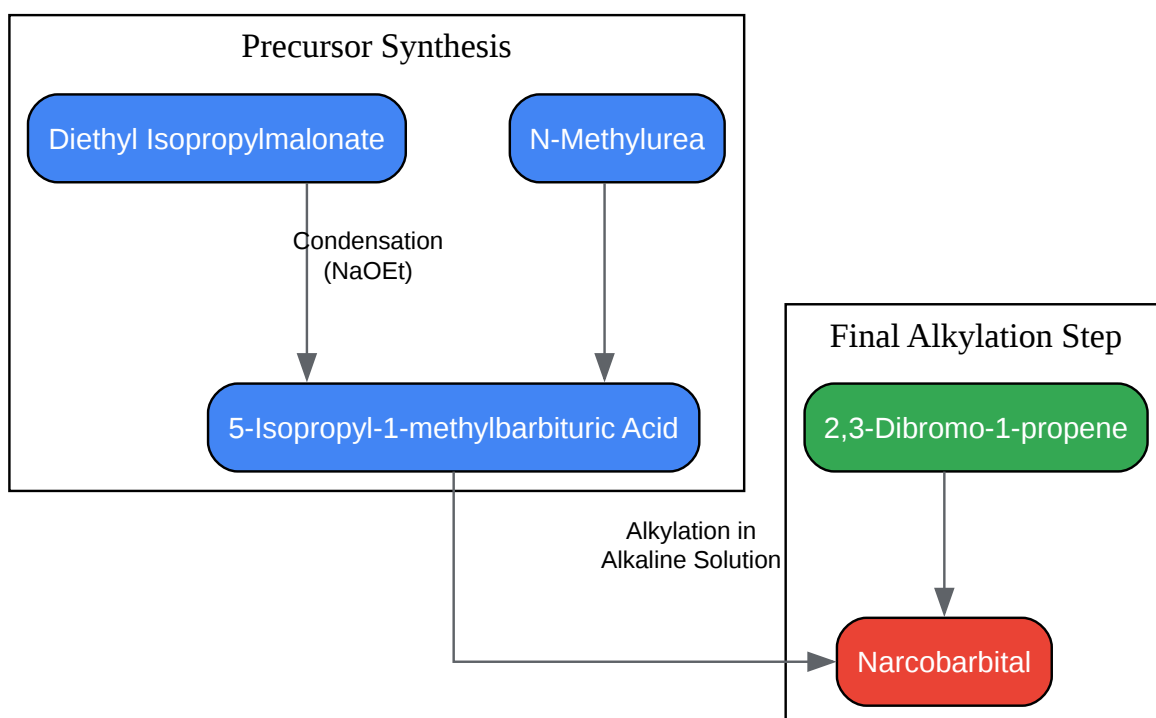 Precursor Synthesis
Diethyl Isopropylmalonate
N-Methylurea
Condensation
(NaOEt)
5-Isopropyl-1-methylbarbituric Acid
Final Alkylation Step
2,3-Dibromo-1-propene
Alkylation in
Alkaline Solution
Narcobarbital